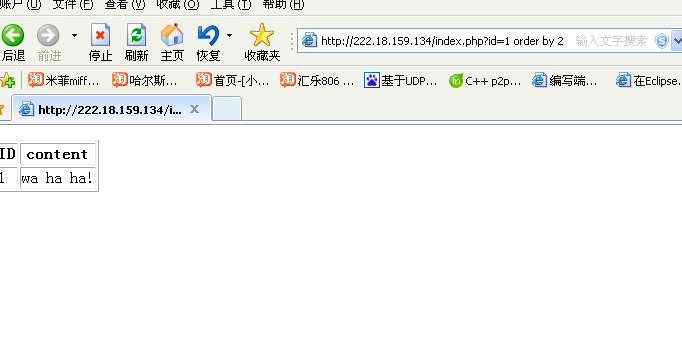 账户(U) 文件(F) 查看(V) 收藏(O) 工具(T) 帮助(H)
后退 前进 停止 刷新 主页 恢复 收藏夹
http://222.18.159.134/index.php?id=1 order by 2 输入文字搜索
米菲miff... 哈尔斯... 首页-[小... 汇乐806 ... 基于UDP... C++ p2p... 编写端... 在Eclipse.
http://222.18.159.134/i...
ID content
1 wa ha ha!